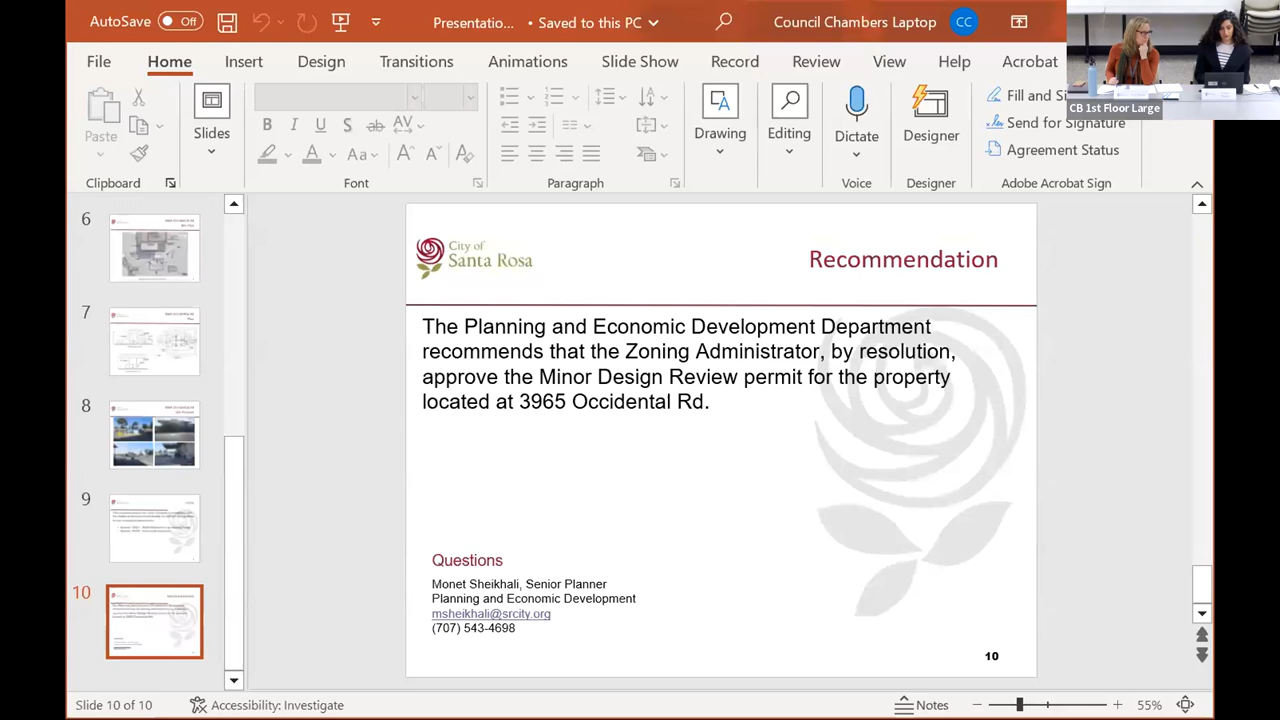 AutoSave Off Presentatio... • Saved to this PC Council Chambers Laptop CC
File Home Insert Design Transitions Animations Slide Show Record Review View Help Acrobat
CB 1st Floor Large
Paste
Slides
B I U S ab AV
Aa A A
Drawing
Editing
Dictate
Designer
Fill and Si
Send for Signature
Agreement Status
Clipboard
Font
Paragraph
Voice
Designer
Adobe Acrobat Sign
6
7
8
9
10
City of
Santa Rosa
Recommendation
The Planning and Economic Development Department
recommends that the Zoning Administrator, by resolution,
approve the Minor Design Review permit for the property
located at 3965 Occidental Rd.
Questions
Monet Sheikhali, Senior Planner
Planning and Economic Development
msheikhali@srcity.org
(707) 543-4698
10
Slide 10 of 10 Accessibility: Investigate Notes 55%